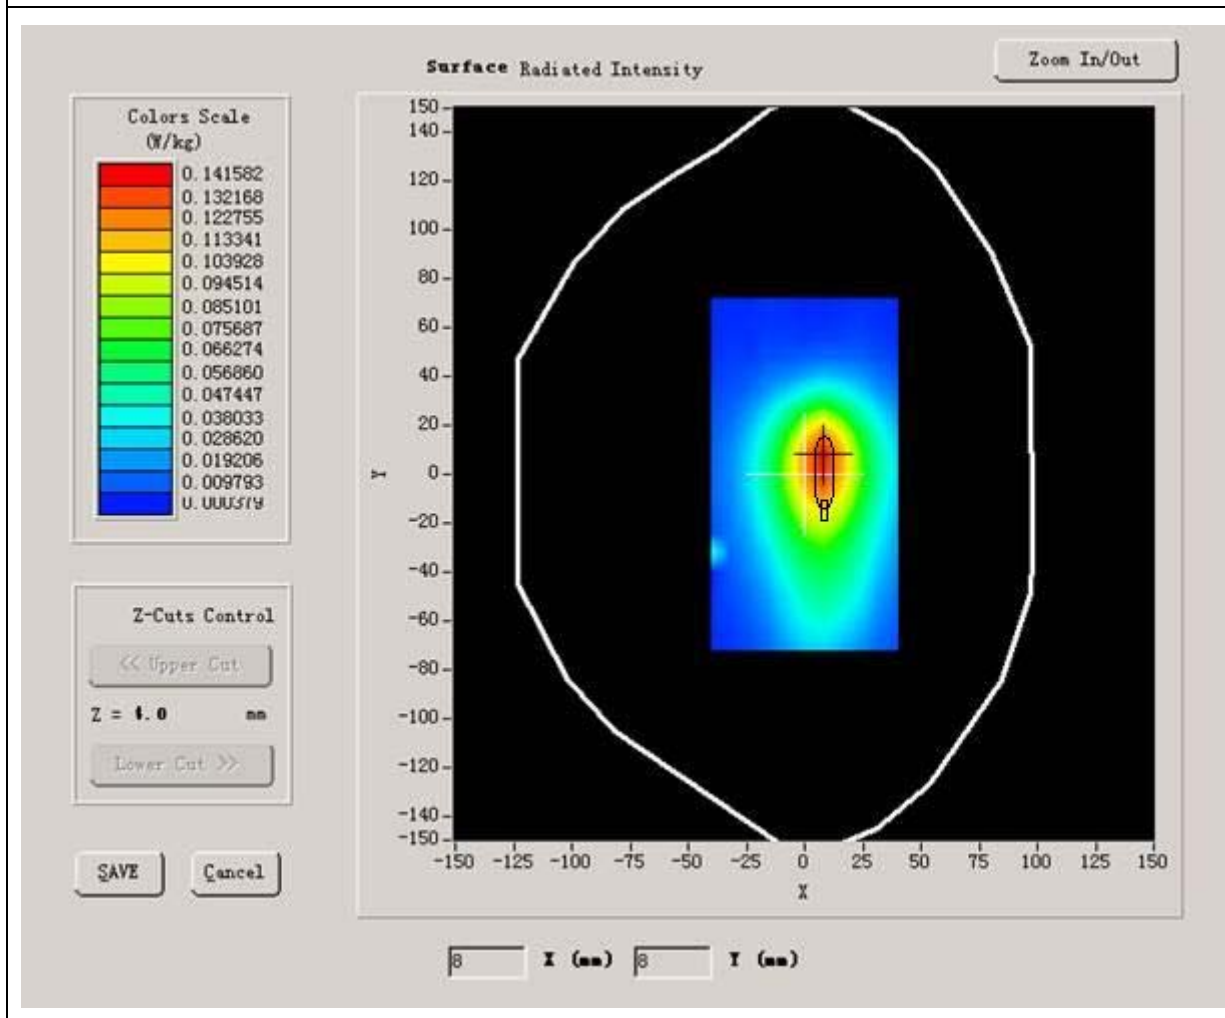 Surface Radiated Intensity
Zoom In/Out
Colors Scale
(W/kg)
0.141582
0.132168
0.122755
0.113341
0.103928
0.094514
0.085101
0.075687
0.066274
0.056860
0.047447
0.038033
0.028620
0.019206
0.009793
0.000379
150
140
120
100
80
60
40
20
0
-20
-40
-60
-80
-100
-120
-140
-150
Y
-150 -125 -100 -75 -50 -25 0 25 50 75 100 125 150
X
Z-Cuts Control
<< Upper Cut
Z = mm
Lower Cut >>
SAVE Cancel
8 X (mm) 8 Y (mm)